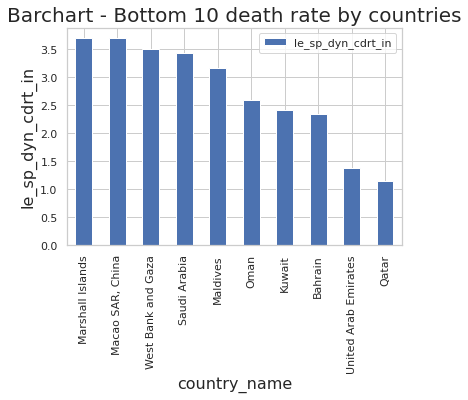 Barchart - Bottom 10 death rate by countries
le_sp_dyn_cdrt_in
le_sp_dyn_cdrt_in
3.5
3.0
2.5
2.0
1.5
1.0
0.5
0.0
Marshall Islands
Macao SAR, China
West Bank and Gaza
Saudi Arabia
Maldives
Oman
Kuwait
Bahrain
United Arab Emirates
Qatar
country_name